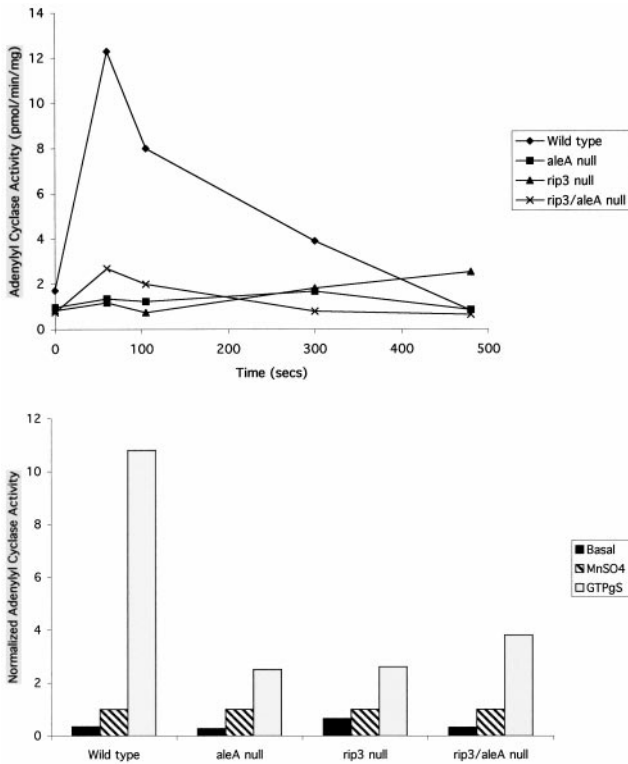 14
12
10
8
6
4
2
0
Adenylyl Cyclase Activity (pmol/min/mg)
0 100 200 300 400 500
Time (secs)
Wild type
aleA null
rip3 null
rip3/aleA null
12
10
8
6
4
2
0
Normalized Adenylyl Cyclase Activity
Wild type aleA null rip3 null rip3/aleA null
Basal
MnSO4
GTPgS